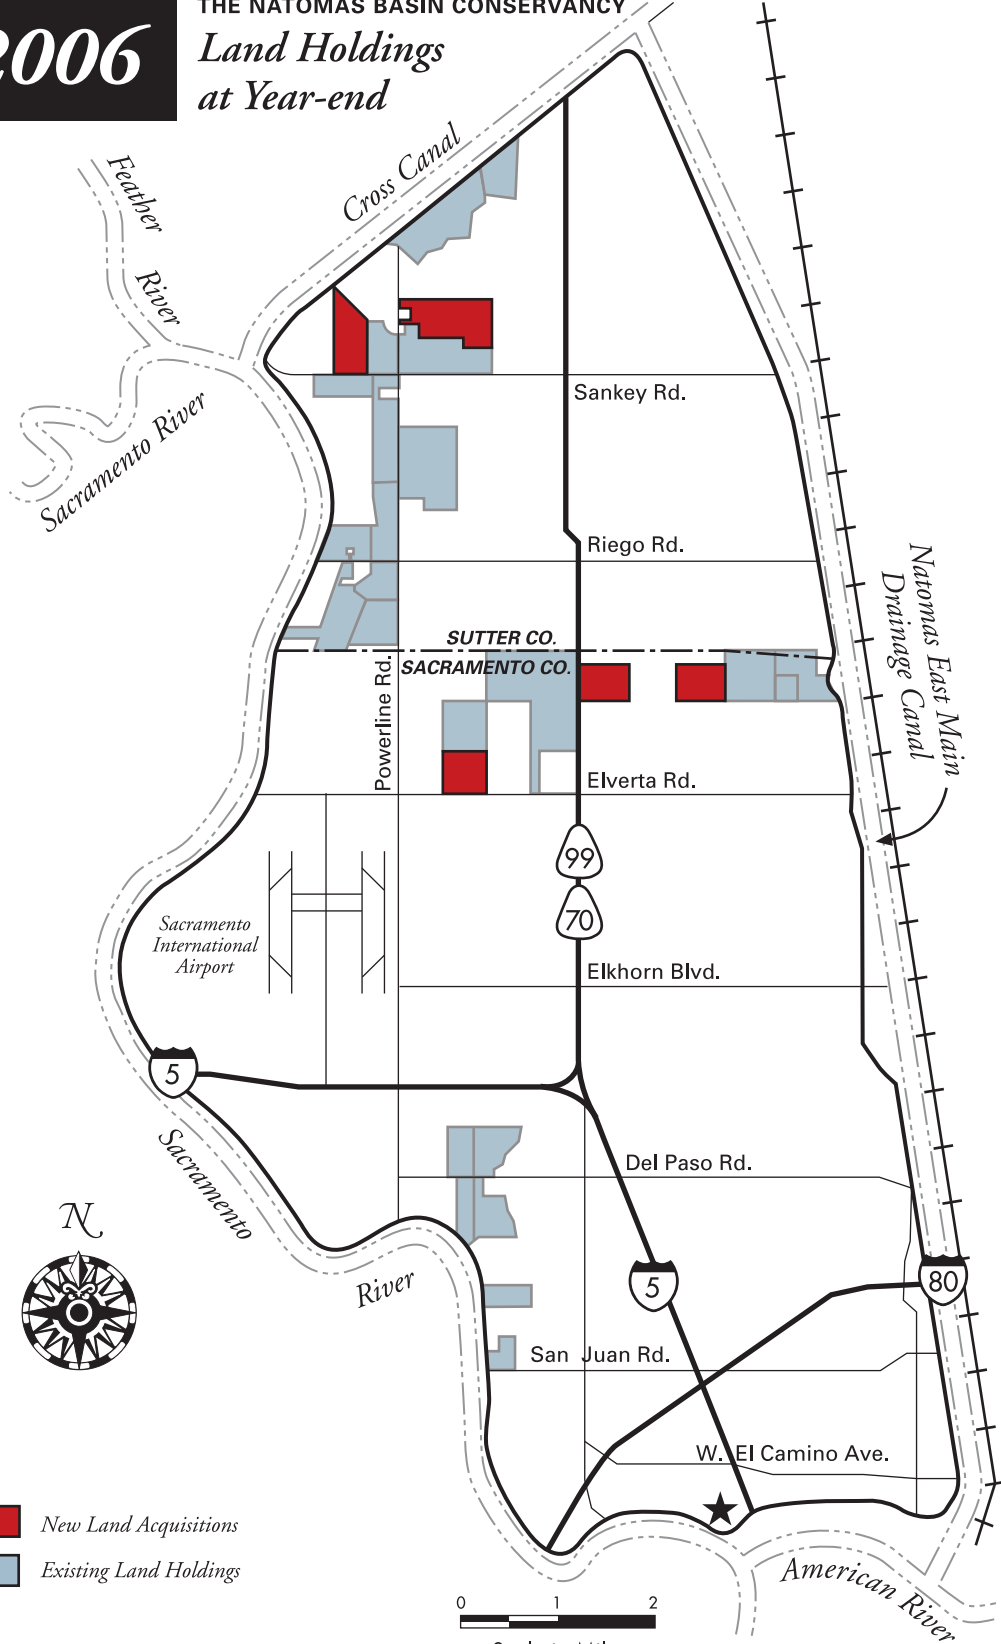 2006
THE NATOMAS BASIN CONSERVANCY
Land Holdings
at Year-end
Cross Canal
Feather
River
Sacramento River
Sankey Rd.
Riego Rd.
SUTTER CO.
SACRAMENTO CO.
Powerline Rd.
Natomas East Main
Drainage Canal
Elverta Rd.
99
70
Sacramento
International
Airport
Elkhorn Blvd.
5
Sacramento
River
Del Paso Rd.
N
5
80
San Juan Rd.
W. El Camino Ave.
New Land Acquisitions
Existing Land Holdings
American River
0 1 2